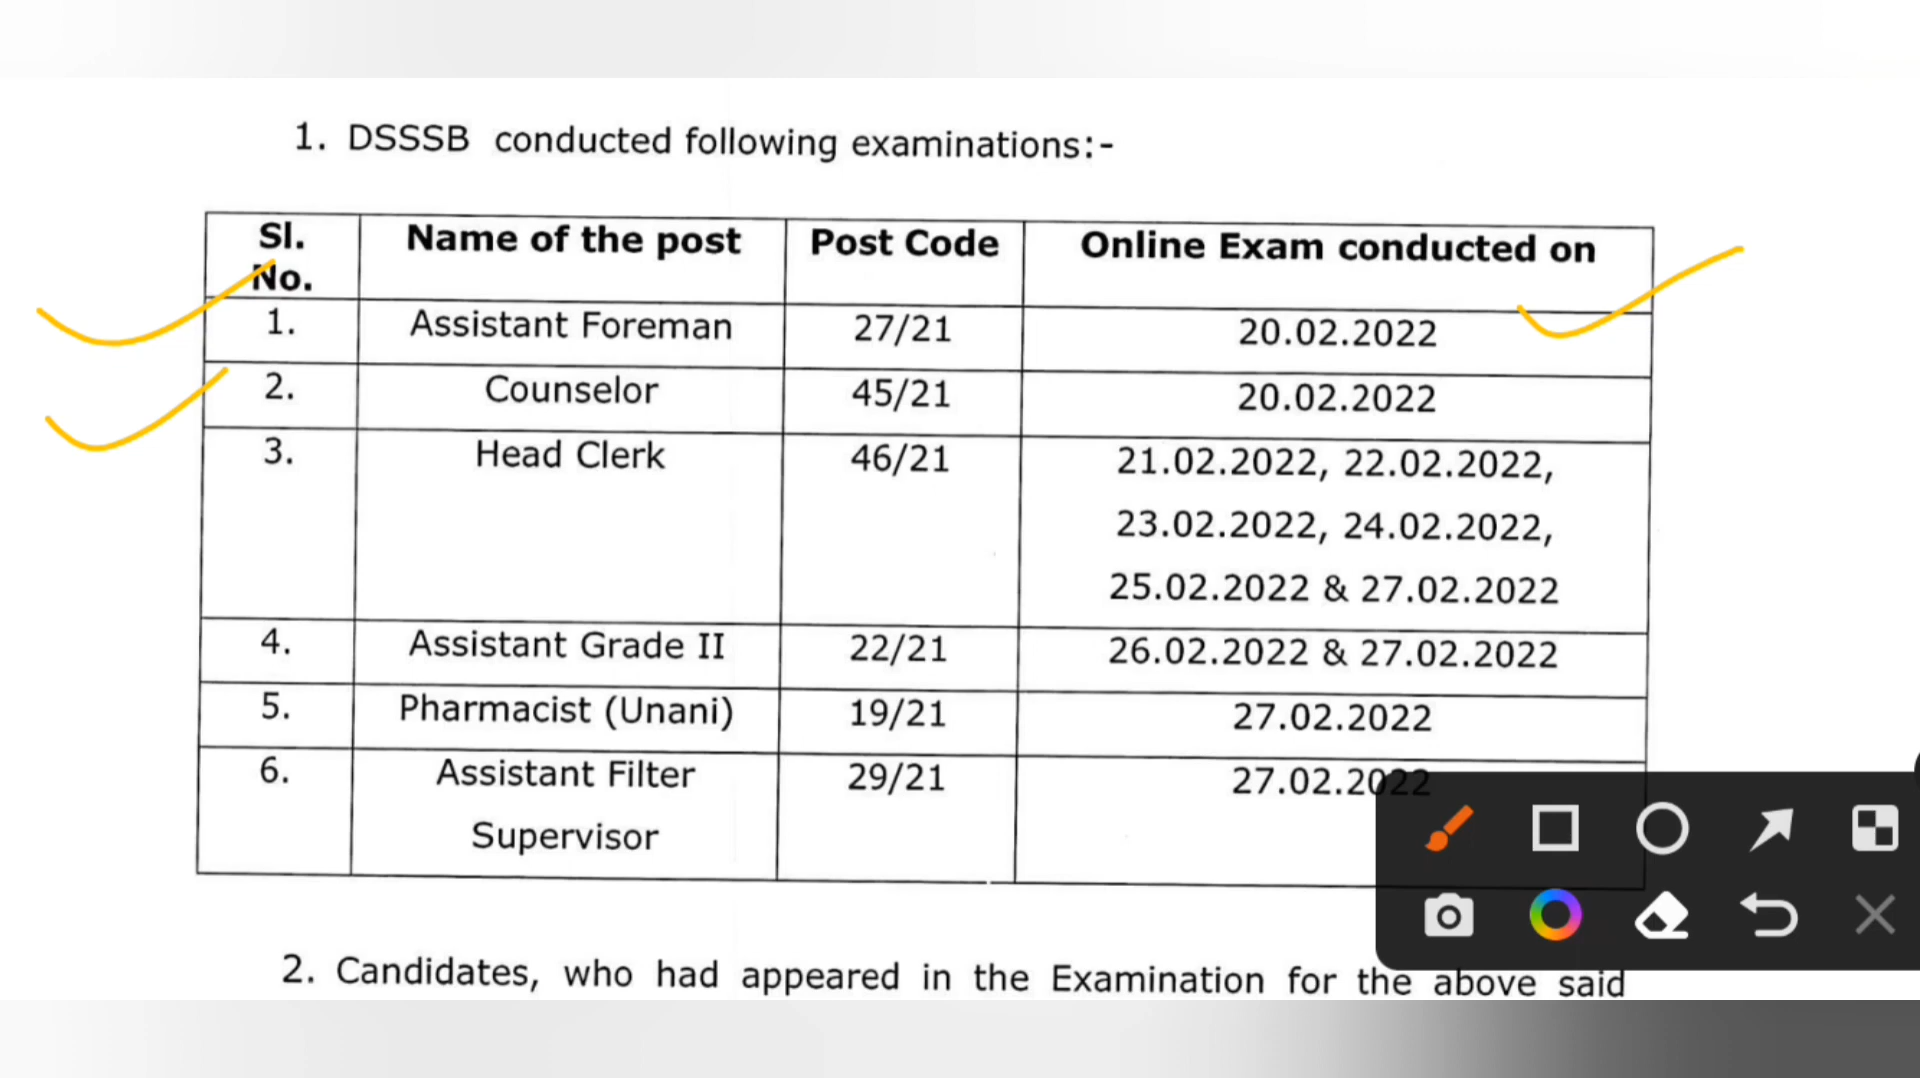 1. DSSSB conducted following examinations:-
Sl. No. Name of the post Post Code Online Exam conducted on
1. Assistant Foreman 27/21 20.02.2022
2. Counselor 45/21 20.02.2022
3. Head Clerk 46/21 21.02.2022, 22.02.2022,
23.02.2022, 24.02.2022,
25.02.2022 & 27.02.2022
4. Assistant Grade II 22/21 26.02.2022 & 27.02.2022
5. Pharmacist (Unani) 19/21 27.02.2022
6. Assistant Filter 29/21 27.02.2022
Supervisor
2. Candidates, who had appeared in the Examination for the above said